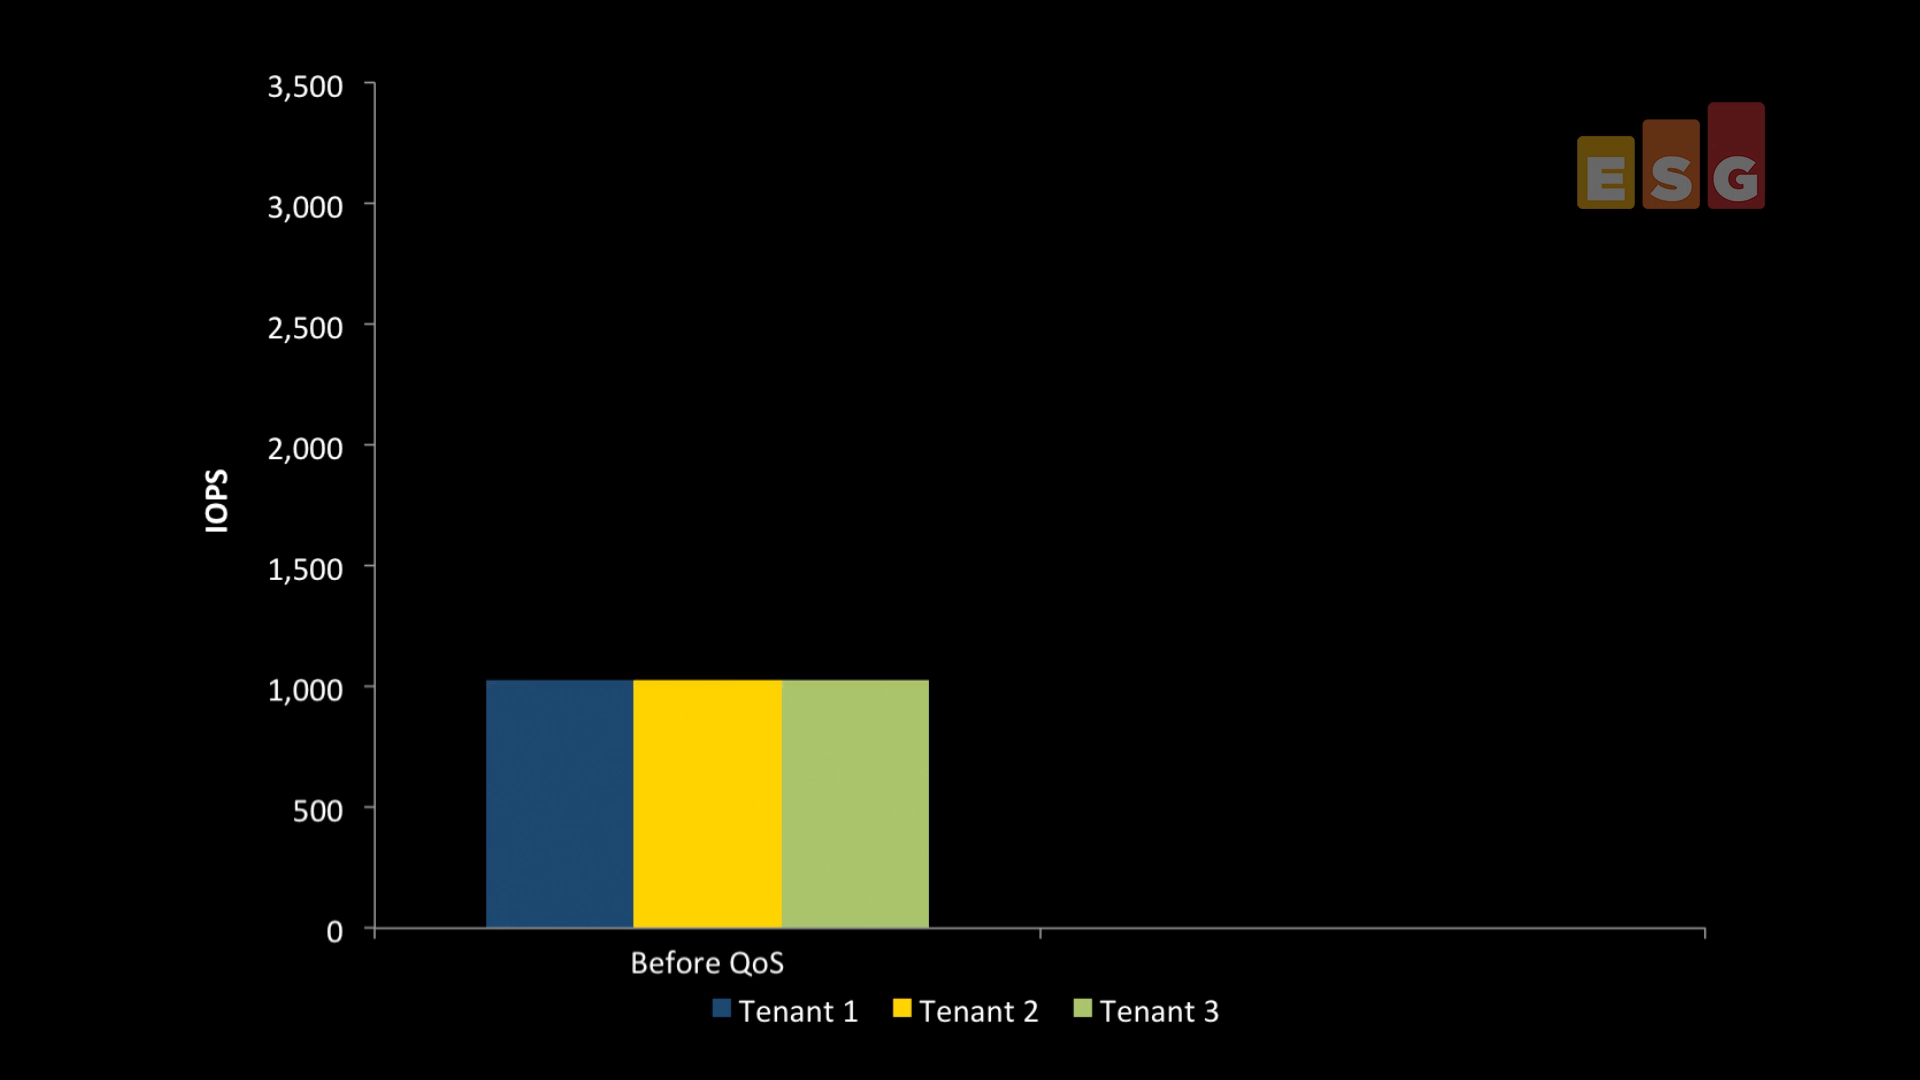 3,500
3,000
2,500
2,000
1,500
1,000
500
0
IOPS
ESG
Before QoS
Tenant 1 Tenant 2 Tenant 3